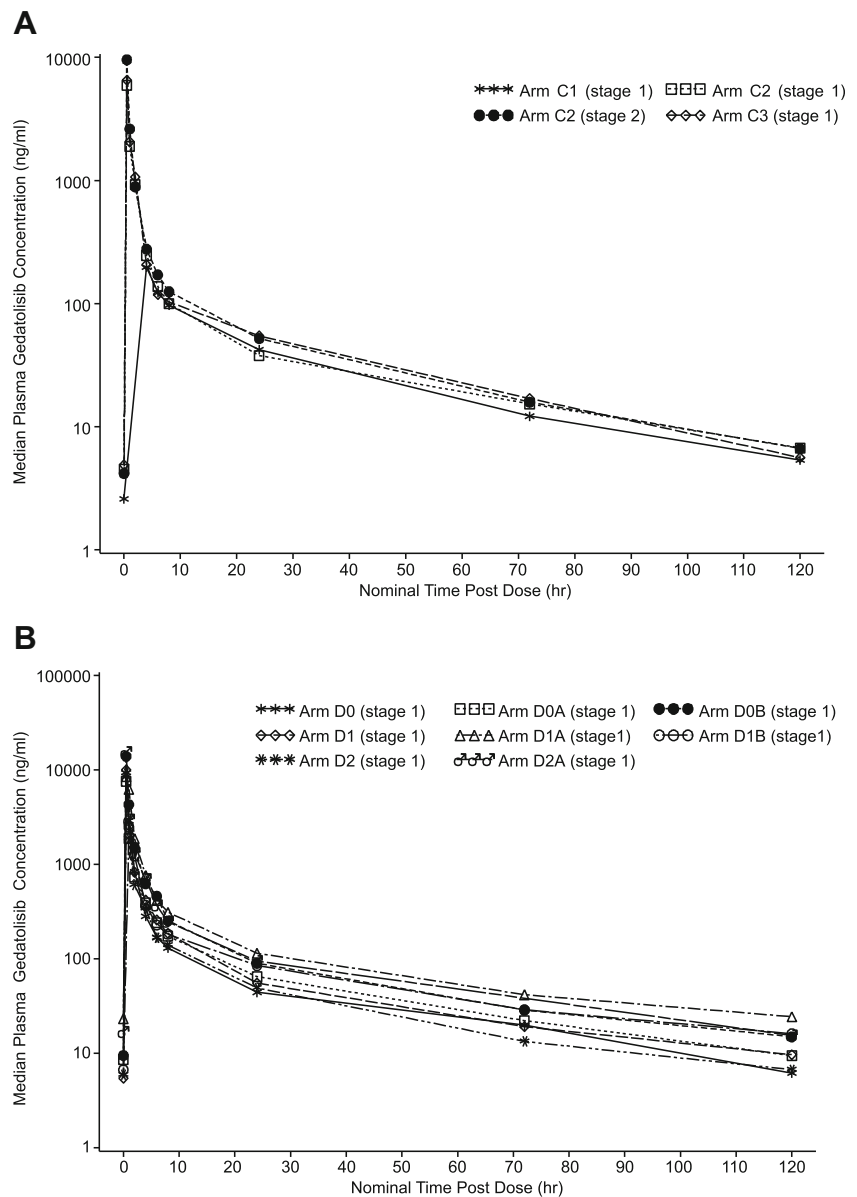 A
10000
1000
100
10
1
Median Plasma Gedatolisib Concentration (ng/ml)
Arm C1 (stage 1) Arm C2 (stage 1)
Arm C2 (stage 2) Arm C3 (stage 1)
0 10 20 30 40 50 60 70 80 90 100 110 120
Nominal Time Post Dose (hr)
B
100000
10000
1000
100
10
1
Median Plasma Gedatolisib Concentration (ng/ml)
Arm D0 (stage 1) Arm D0A (stage 1) Arm D0B (stage 1)
Arm D1 (stage 1) Arm D1A (stage1) Arm D1B (stage1)
Arm D2 (stage 1) Arm D2A (stage 1)
0 10 20 30 40 50 60 70 80 90 100 110 120
Nominal Time Post Dose (hr)